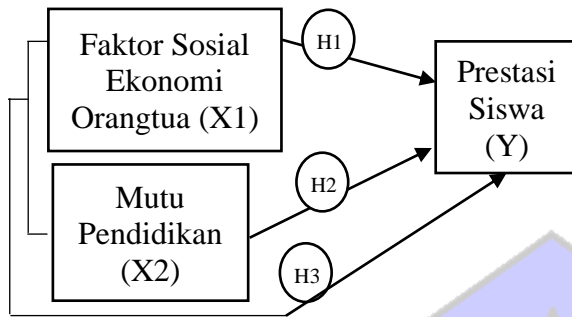 Faktor Sosial
Ekonomi
Orangtua (X1)
H1
Prestasi
Siswa
(Y)
Mutu
Pendidikan
(X2)
H2
H3